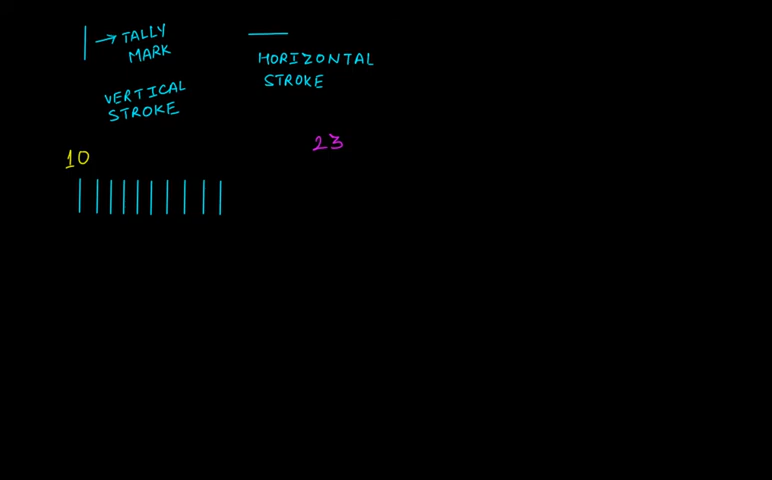 TALLY
MARK
HORIZONTAL
STROKE
VERTICAL
STROKE
10
23